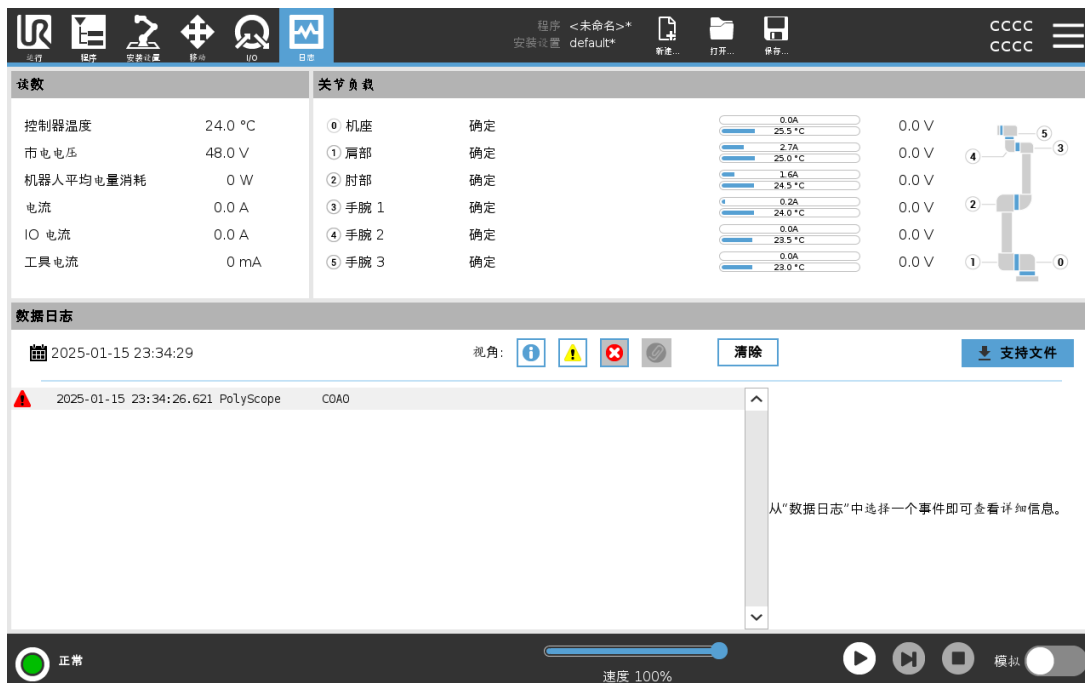 程序 <未命名>*
安装设置 default*
CCCC
CCCC
运行 程序 安装设置 移动 I/O 日志 新建... 打开... 保存...
读数 关节负载
控制器温度 24.0 °C
市电电压 48.0 V
机器人平均电量消耗 0 W
电流 0.0 A
IO 电流 0.0 A
工具电流 0 mA
0 机座 确定 0.0A 25.5 °C 0.0 V
1 肩部 确定 2.7A 25.0 °C 0.0 V
2 肘部 确定 1.6A 24.5 °C 0.0 V
3 手腕 1 确定 0.2A 24.0 °C 0.0 V
4 手腕 2 确定 0.0A 23.5 °C 0.0 V
5 手腕 3 确定 0.0A 23.0 °C 0.0 V
5
3
4
2
1 0
数据日志
2025-01-15 23:34:29 视角: 清除 支持文件
2025-01-15 23:34:26.621 PolyScope C0A0
从“数据日志”中选择一个事件即可查看详细信息。
正常 速度 100% 模拟